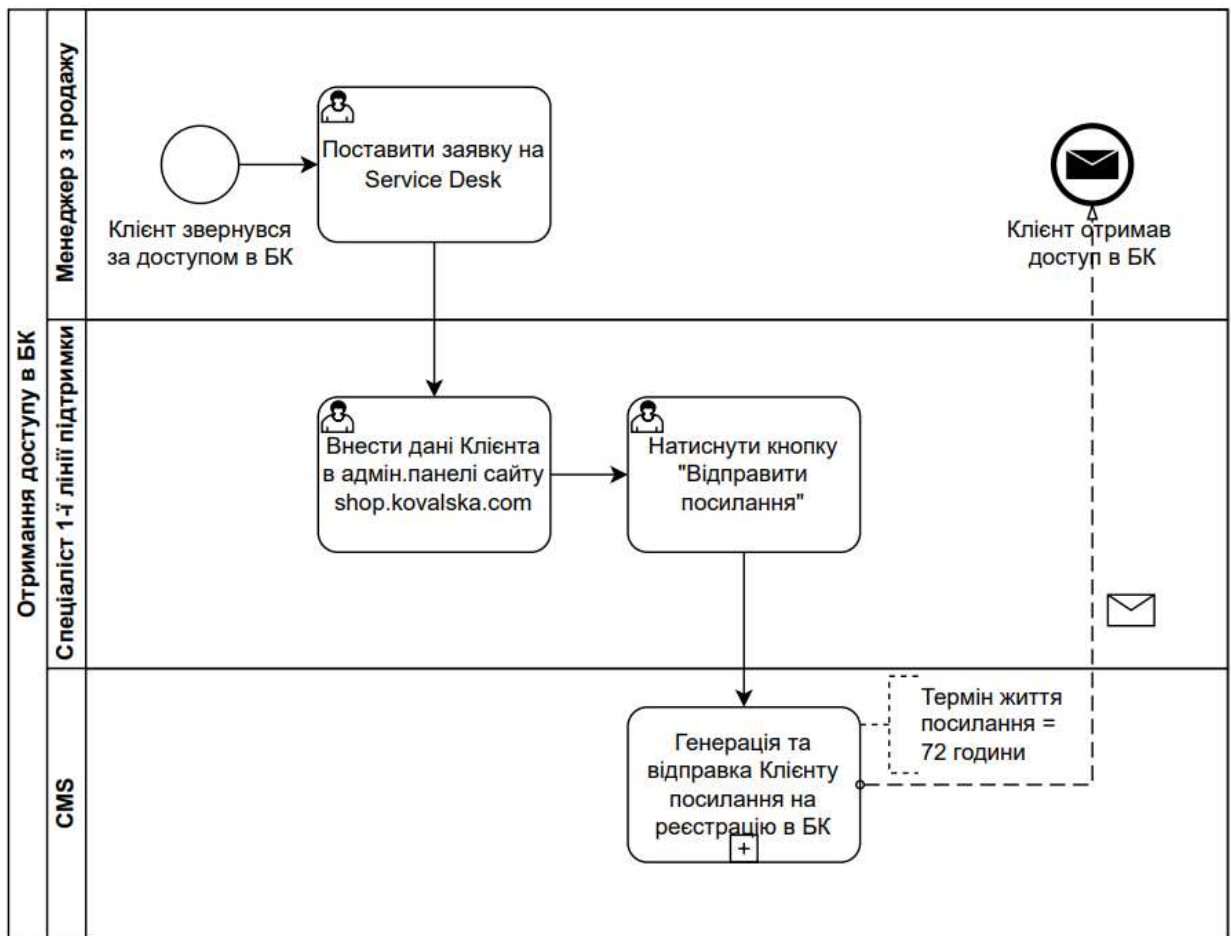 Отримання доступу в БК
Менеджер з продажу
Клієнт звернувся
за доступом в БК
Поставити заявку на
Service Desk
Клієнт отримав
доступ в БК
Спеціаліст 1-ї лінії підтримки
Внести дані Клієнта
в адмін.панелі сайту
shop.kovalska.com
Натиснути кнопку
"Відправити
посилання"
CMS
Генерація та
відправка Клієнту
посилання на
реєстрацію в БК
Термін життя
посилання =
72 години